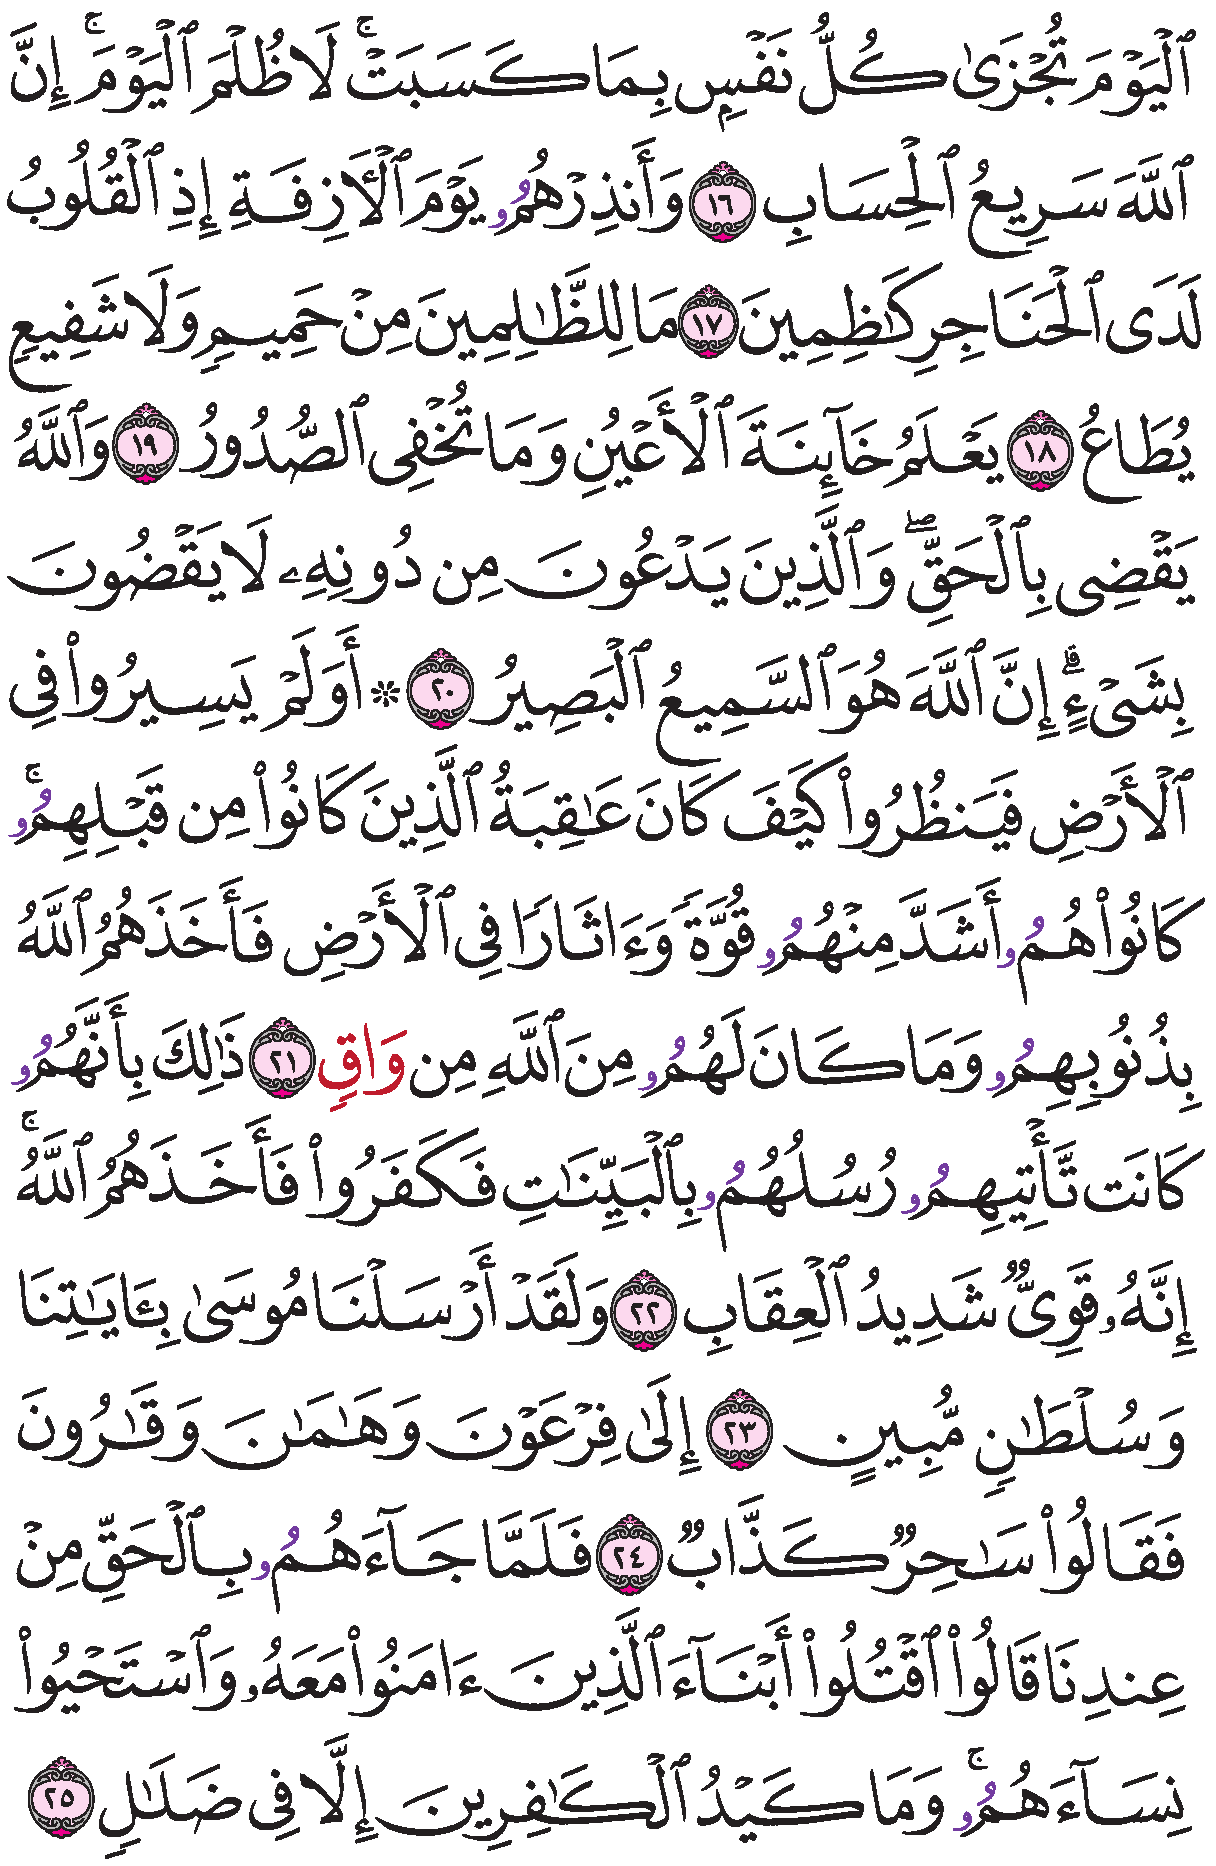 ٱلۡيَوۡمَ تُجۡزَىٰ كُلُّ نَفۡسِۭ بِمَا كَسَبَتۡۚ لَا ظُلۡمَ ٱلۡيَوۡمَۚ إِنَّ
ٱللَّهَ سَرِيعُ ٱلۡحِسَابِ ١٦ وَأَنذِرۡهُمُۥ يَوۡمَ ٱلۡأٓزِفَةِ إِذِ ٱلۡقُلُوبُ
لَدَى ٱلۡحَنَاجِرِ كَٰظِمِينَ ١٧ مَا لِلظَّٰلِمِينَ مِنۡ حَمِيمٖ وَلَا شَفِيعٖ
يُطَاعُ ١٨ يَعۡلَمُ خَآئِنَةَ ٱلۡأَعۡيُنِ وَمَا تُخۡفِى ٱلصُّدُورُ ١٩ وَٱللَّهُ
يَقۡضِى بِٱلۡحَقِّۖ وَٱلَّذِينَ يَدۡعُونَ مِن دُونِهِۦ لَا يَقۡضُونَ
بِشَىۡءٍۗ إِنَّ ٱللَّهَ هُوَ ٱلسَّمِيعُ ٱلۡبَصِيرُ ٢٠ ۞ أَوَلَمۡ يَسِيرُواْ فِى
ٱلۡأَرۡضِ فَيَنظُرُواْ كَيۡفَ كَانَ عَٰقِبَةُ ٱلَّذِينَ كَانُواْ مِن قَبۡلِهِمُۥۚ
كَانُواْ هُمُۥ أَشَدَّ مِنۡهُمُۥ قُوَّةٗ وَءَاثَارٗا فِى ٱلۡأَرۡضِ فَأَخَذَهُمُ ٱللَّهُ
بِذُنُوبِهِمُۥ وَمَا كَانَ لَهُمُۥ مِنَ ٱللَّهِ مِن وَاقٖ ٢١ ذَٰلِكَ بِأَنَّهُمُۥ
كَانَت تَّأۡتِيهِمُۥ رُسُلُهُمُۥ بِٱلۡبَيِّنَٰتِ فَكَفَرُواْ فَأَخَذَهُمُ ٱللَّهُۚ
إِنَّهُۥ قَوِىّٞ شَدِيدُ ٱلۡعِقَابِ ٢٢ وَلَقَدۡ أَرۡسَلۡنَا مُوسَىٰ بِـَٔايَٰتِنَا
وَسُلۡطَٰنٖ مُّبِينٍ ٢٣ إِلَىٰ فِرۡعَوۡنَ وَهَٰمَٰنَ وَقَٰرُونَ
فَقَالُواْ سَٰحِرٞ كَذَّابٞ ٢٤ فَلَمَّا جَآءَهُمُۥ بِٱلۡحَقِّ مِنۡ
عِندِنَا قَالُواْ ٱقۡتُلُوٓاْ أَبۡنَآءَ ٱلَّذِينَ ءَامَنُواْ مَعَهُۥ وَٱسۡتَحۡيُواْ
نِسَآءَهُمُۥۚ وَمَا كَيۡدُ ٱلۡكَٰفِرِينَ إِلَّا فِى ضَلَٰلٖ ٢٥